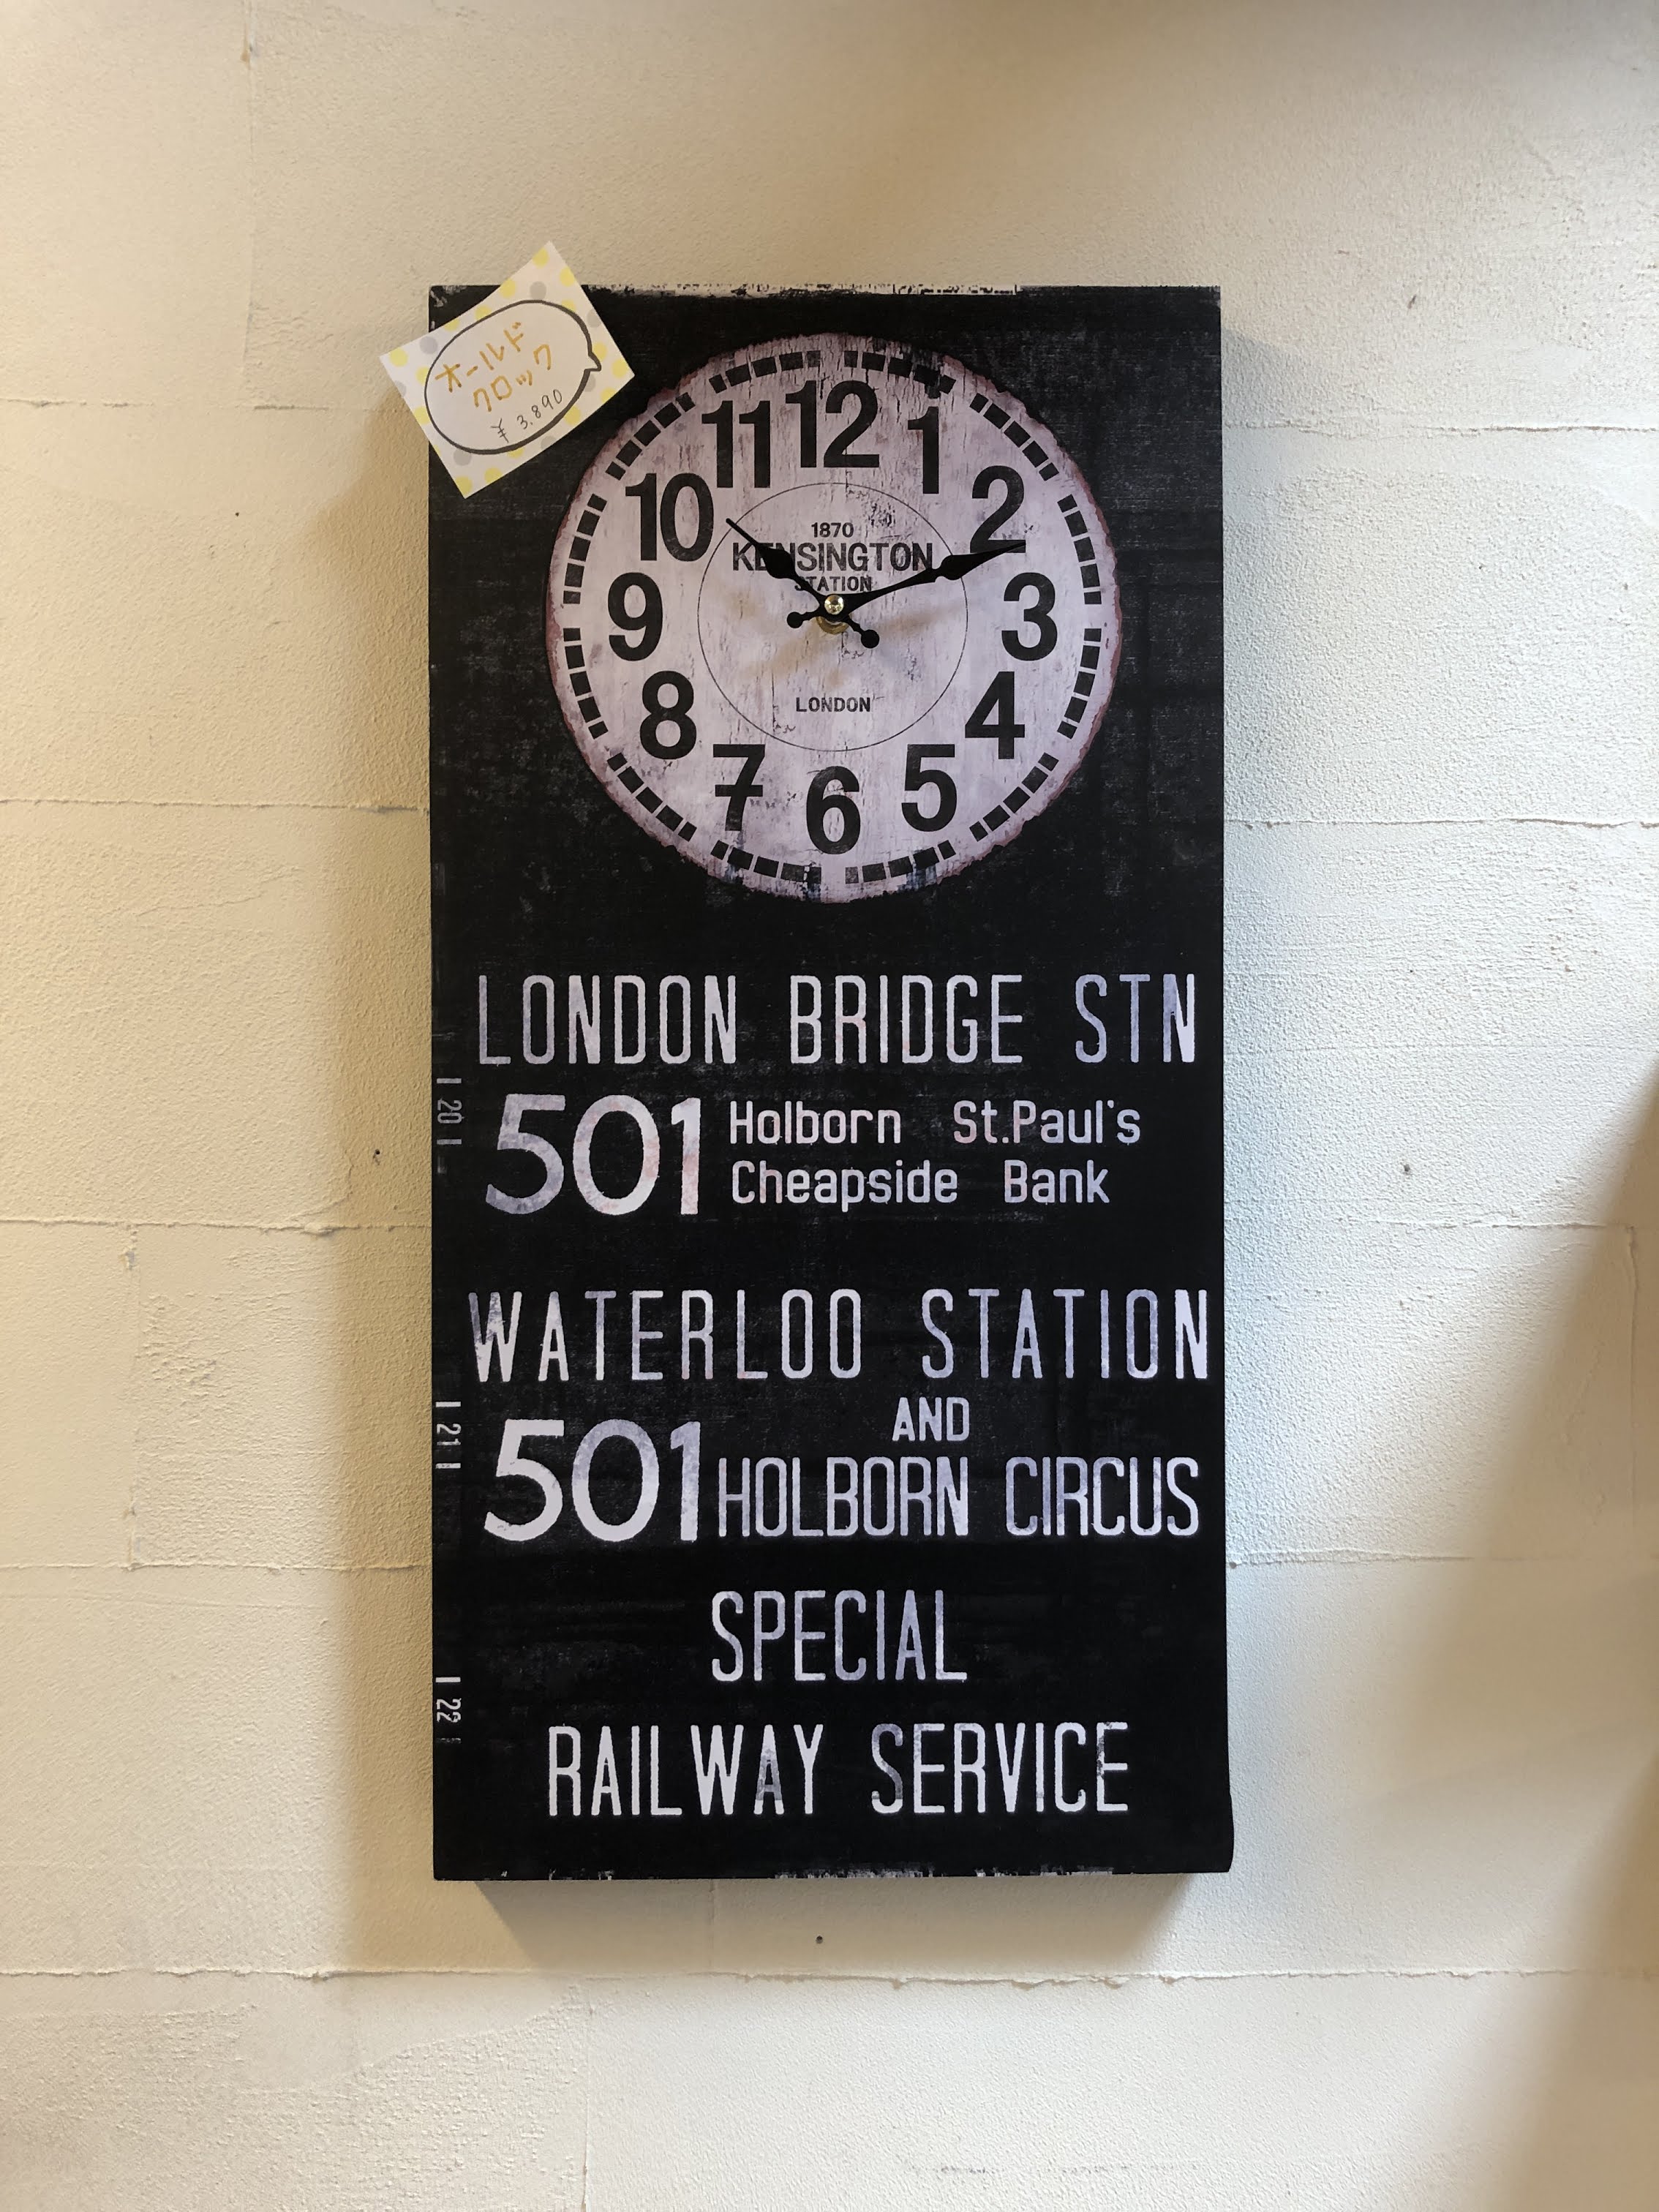 オールド
クロック
¥3,890
12
11
1
10
2
9
3
8
4
7
5
6
1870
KENSINGTON
STATION
LONDON
LONDON BRIDGE STN
501
Holborn St.Paul's
Cheapside Bank
WATERLOO STATION
AND
501 HOLBORN CIRCUS
SPECIAL
RAILWAY SERVICE
20
21
22